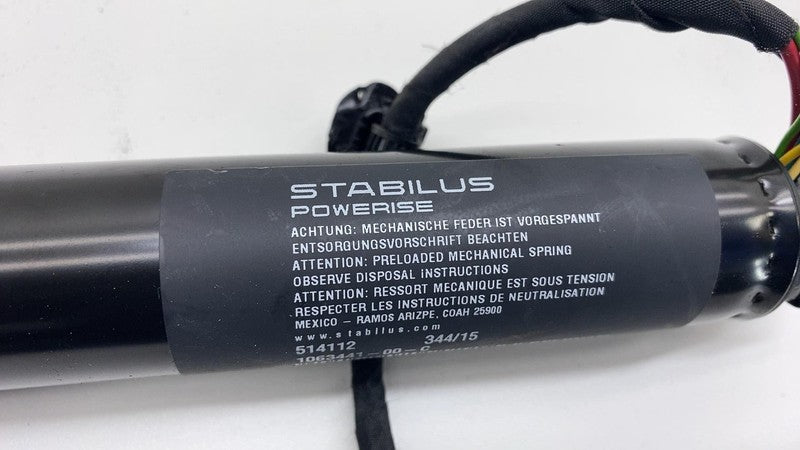 STABILUS
POWERISE
ACHTUNG: MECHANISCHE FEDER IST VORGESPANNT
ENTSORGUNGSVORSCHRIFT BEACHTEN
ATTENTION: PRELOADED MECHANICAL SPRING
OBSERVE DISPOSAL INSTRUCTIONS
ATTENTION: RESSORT MECANIQUE EST SOUS TENSION
RESPECTER LES INSTRUCTIONS DE NEUTRALISATION
MEXICO – RAMOS ARIZPE, COAH 25900
www.stabilus.com
514112 344/15
1063441-00-C